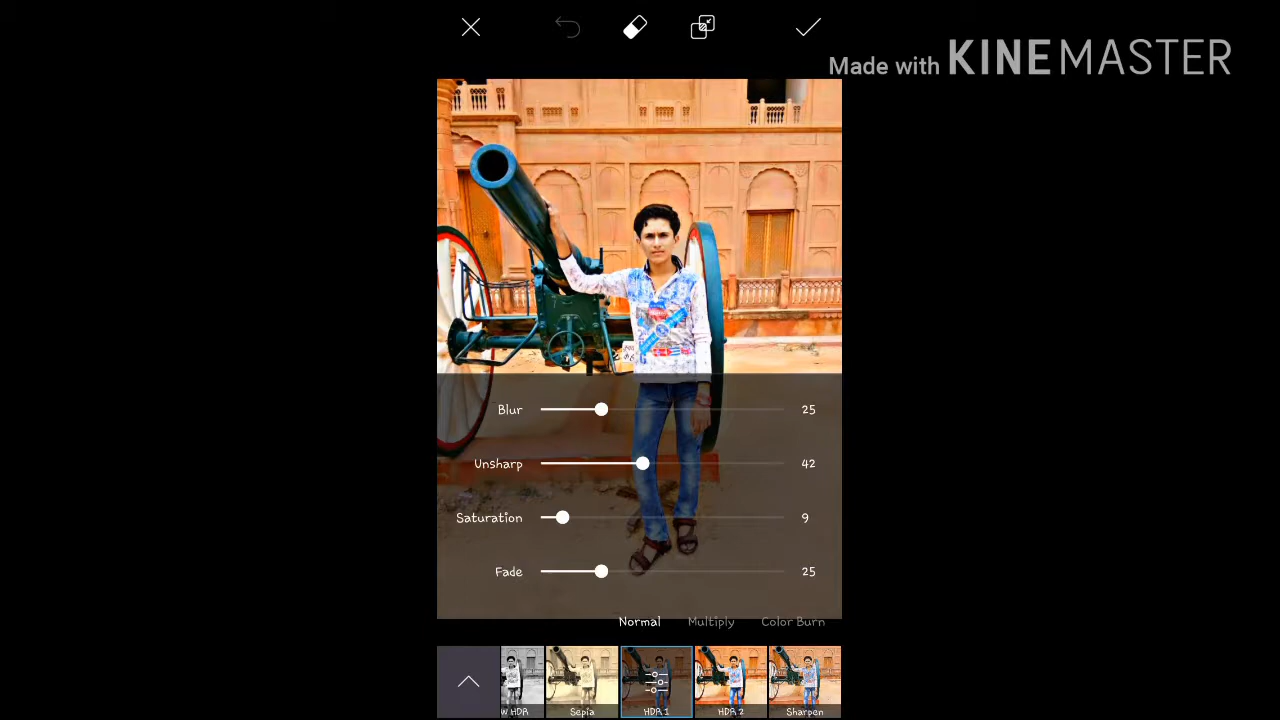 Made with KINEMASTER
Blur 25
Unsharp 42
Saturation 9
Fade 25
Normal Multiply Color Burn
W HDR Sepia HDR 1 HDR 2 Sharpen